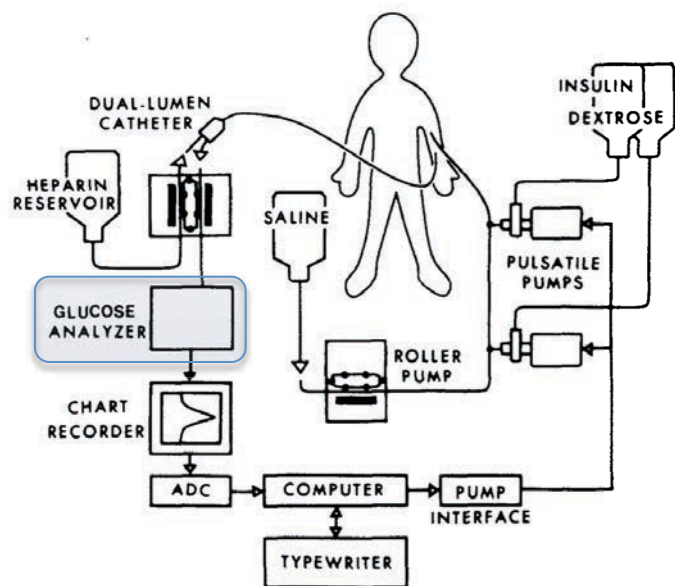 DUAL-LUMEN
CATHETER
INSULIN
DEXTROSE
HEPARIN
RESERVOIR
SALINE
PULSATILE
PUMPS
GLUCOSE
ANALYZER
ROLLER
PUMP
CHART
RECORDER
ADC
COMPUTER
PUMP
INTERFACE
TYPEWRITER